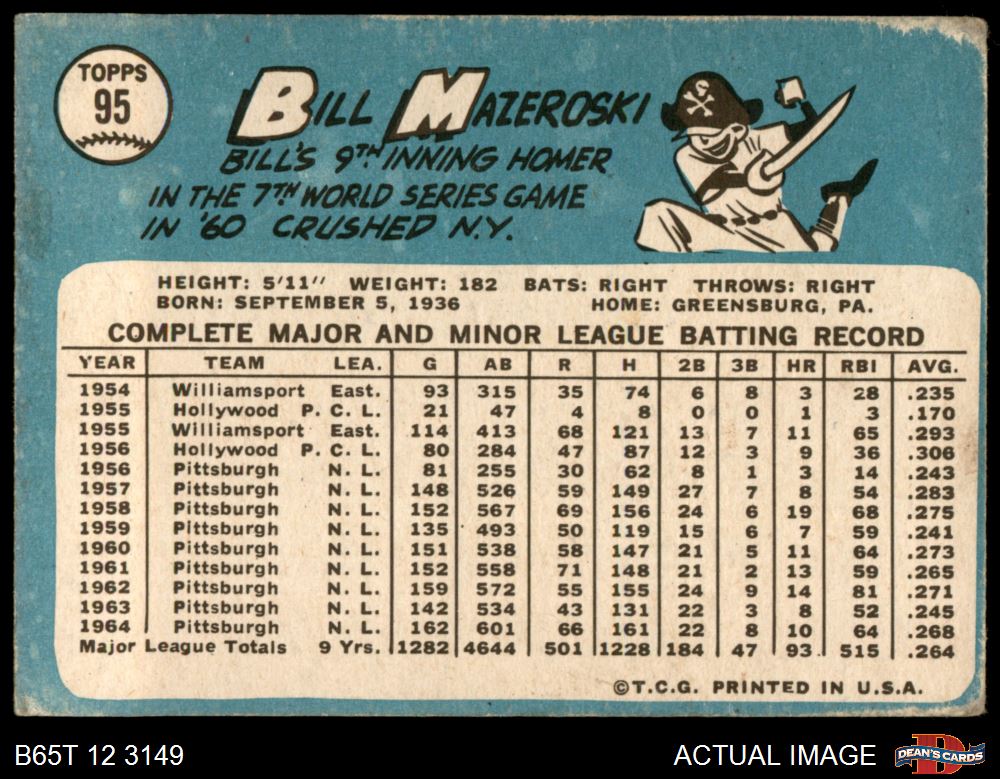 TOPPS
95
BILL MAZEROSKI
BILL'S 9TH INNING HOMER
IN THE 7TH WORLD SERIES GAME
IN '60 CRUSHED N.Y.
HEIGHT: 5'11" WEIGHT: 182 BATS: RIGHT THROWS: RIGHT
BORN: SEPTEMBER 5, 1936 HOME: GREENSBURG, PA.
COMPLETE MAJOR AND MINOR LEAGUE BATTING RECORD
YEAR TEAM LEA. G AB R H 2B 3B HR RBI AVG.
1954 Williamsport East. 93 315 35 74 6 8 3 28 .235
1955 Hollywood P. C. L. 21 47 4 8 0 0 1 3 .170
1955 Williamsport East. 114 413 68 121 13 7 11 65 .293
1956 Hollywood P. C. L. 80 284 47 87 12 3 9 36 .306
1956 Pittsburgh N. L. 81 255 30 62 8 1 3 14 .243
1957 Pittsburgh N. L. 148 526 59 149 27 7 8 54 .283
1958 Pittsburgh N. L. 152 567 69 156 24 6 19 68 .275
1959 Pittsburgh N. L. 135 493 50 119 15 6 7 59 .241
1960 Pittsburgh N. L. 151 538 58 147 21 5 11 64 .273
1961 Pittsburgh N. L. 152 558 71 148 21 2 13 59 .265
1962 Pittsburgh N. L. 159 572 55 155 24 9 14 81 .271
1963 Pittsburgh N. L. 142 534 43 131 22 3 8 52 .245
1964 Pittsburgh N. L. 162 601 66 161 22 8 10 64 .268
Major League Totals 9 Yrs. 1282 4644 501 1228 184 47 93 515 .264
©T.C.G. PRINTED IN U.S.A.
B65T 12 3149 ACTUAL IMAGE DEAN'S CARDS